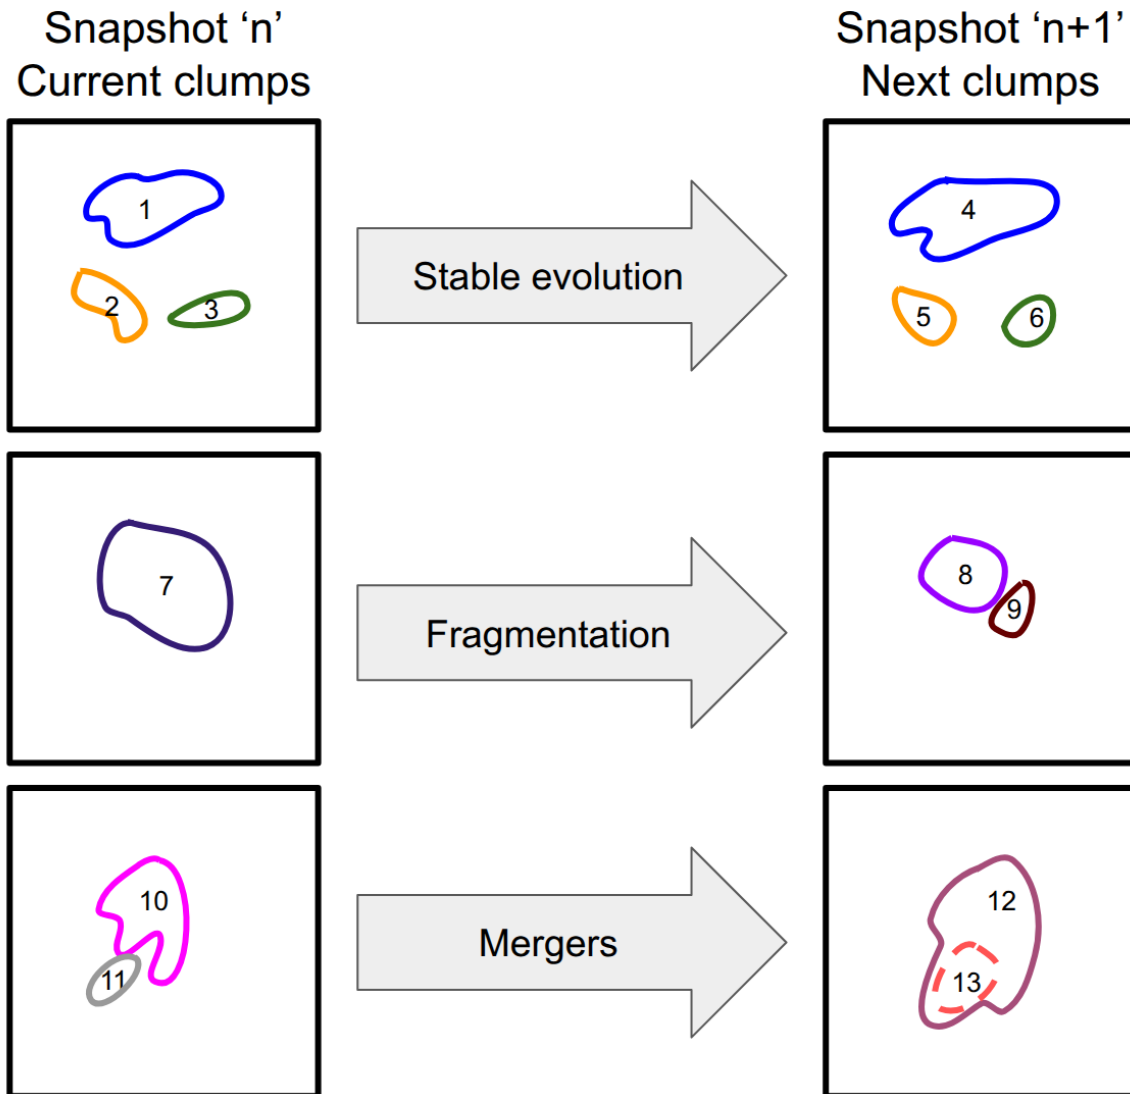 Snapshot ‘n’
Current clumps
Snapshot ‘n+1’
Next clumps
1
2
3
Stable evolution
4
5
6
7
Fragmentation
8
9
10
11
Mergers
12
13